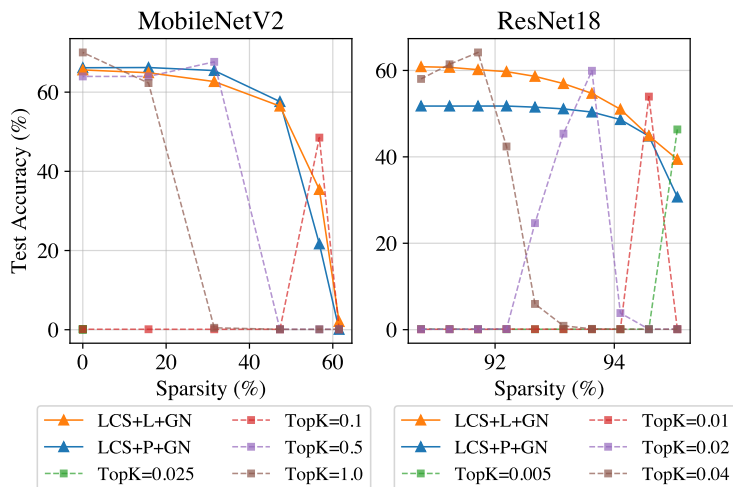 MobileNetV2
ResNet18
Test Accuracy (%)
60
40
20
0
0
20
40
60
Sparsity (%)
60
40
20
0
92
94
Sparsity (%)
LCS+L+GN
LCS+P+GN
TopK=0.025
TopK=0.1
TopK=0.5
TopK=1.0
LCS+L+GN
LCS+P+GN
TopK=0.005
TopK=0.01
TopK=0.02
TopK=0.04